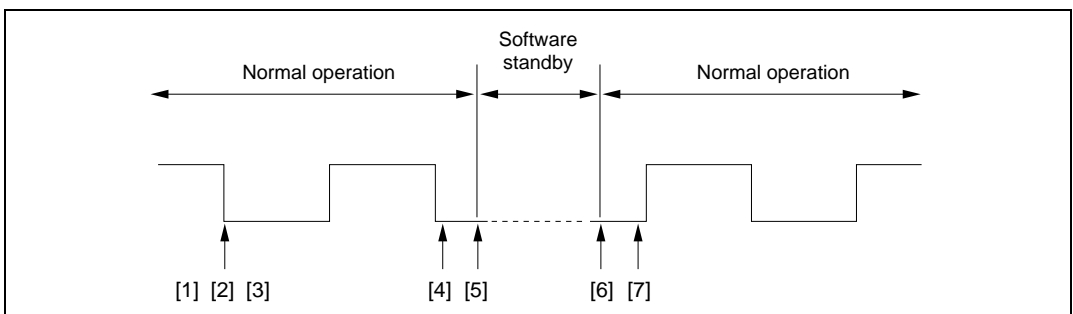 Software
standby
Normal operation
Normal operation
[1] [2] [3]
[4] [5]
[6] [7]